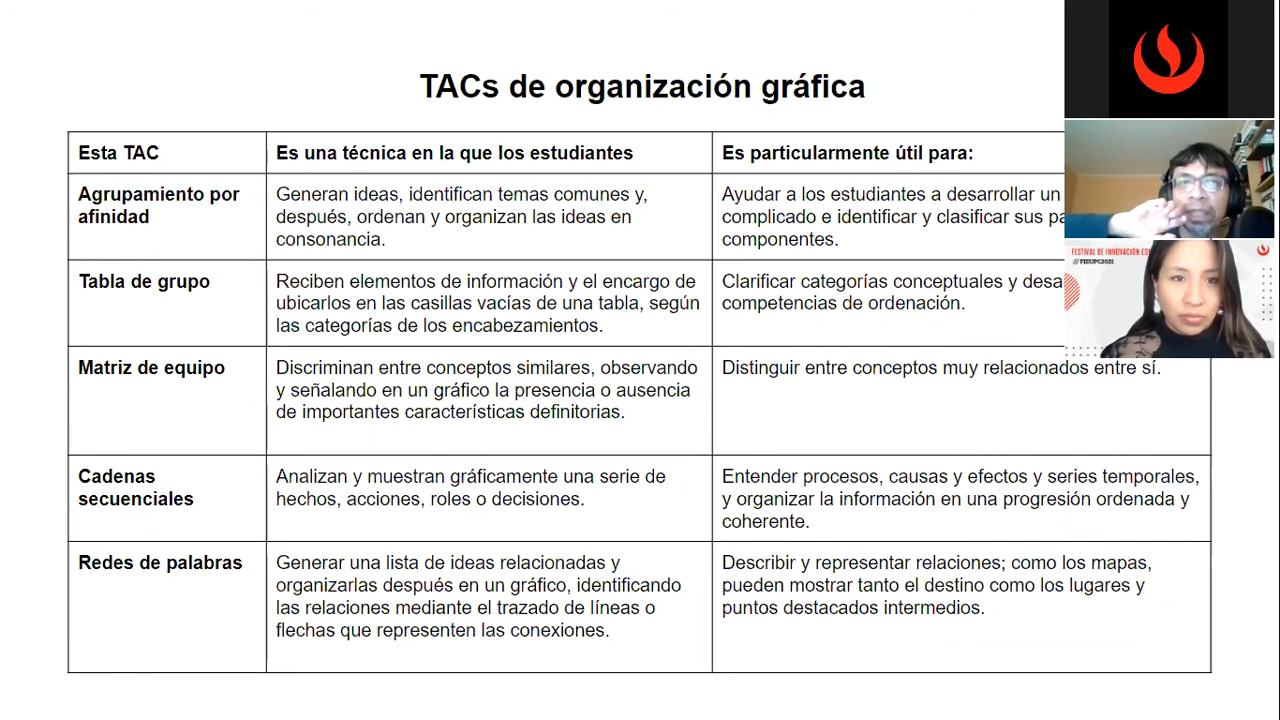 TACs de organización gráfica
Esta TAC
Es una técnica en la que los estudiantes
Es particularmente útil para:
Agrupamiento por
afinidad
Generan ideas, identifican temas comunes y,
después, ordenan y organizan las ideas en
consonancia.
Ayudar a los estudiantes a desarrollar un
complicado e identificar y clasificar sus
componentes.
Tabla de grupo
Reciben elementos de información y el encargo de
ubicarlos en las casillas vacías de una tabla, según
las categorías de los encabezamientos.
Clarificar categorías conceptuales y
competencias de ordenación.
Matriz de equipo
Discriminan entre conceptos similares, observando
y señalando en un gráfico la presencia o ausencia
de importantes características definitorias.
Distinguir entre conceptos muy relacionados entre sí.
Cadenas
secuenciales
Analizan y muestran gráficamente una serie de
hechos, acciones, roles o decisiones.
Entender procesos, causas y efectos y series temporales,
y organizar la información en una progresión ordenada y
coherente.
Redes de palabras
Generar una lista de ideas relacionadas y
organizarlas después en un gráfico, identificando
las relaciones mediante el trazado de líneas o
flechas que representen las conexiones.
Describir y representar relaciones; como los mapas,
pueden mostrar tanto el destino como los lugares y
puntos destacados intermedios.
FESTIVAL DE INNOVACIÓN
#FIEUPC2021